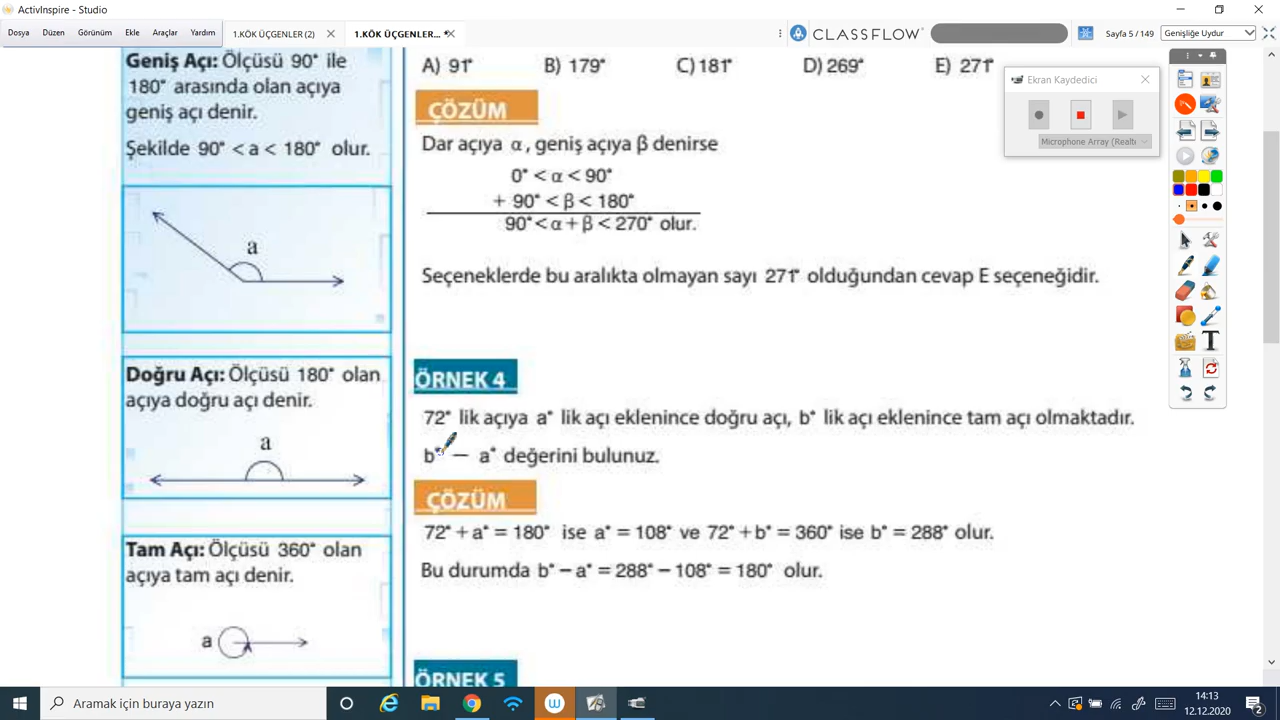 ActivInspire - Studio
Dosya Düzen Görünüm Ekle Araçlar Yardım
1.KÖK ÜÇGENLER (2)
1.KÖK ÜÇGENLER... *
CLASSFLOW
Sayfa 5 / 149
Genişliğe Uydur
Geniş Açı: Ölçüsü 90° ile
180° arasında olan açıya
geniş açı denir.
Şekilde 90° < a < 180° olur.
a
Doğru Açı: Ölçüsü 180° olan
açıya doğru açı denir.
a
Tam Açı: Ölçüsü 360° olan
açıya tam açı denir.
a
A) 91° B) 179° C) 181° D) 269° E) 271°
ÇÖZÜM
Dar açıya α, geniş açıya β denirse
0° < α < 90°
+ 90° < β < 180°
90° < α + β < 270° olur.
Seçeneklerde bu aralıkta olmayan sayı 271° olduğundan cevap E seçeneğidir.
ÖRNEK 4
72° lik açıya a° lik açı eklenince doğru açı, b° lik açı eklenince tam açı olmaktadır.
b° − a° değerini bulunuz.
ÇÖZÜM
72° + a° = 180° ise a° = 108° ve 72° + b° = 360° ise b° = 288° olur.
Bu durumda b° − a° = 288° − 108° = 180° olur.
ÖRNEK 5
Ekran Kaydedici
Microphone Array (Realt
T
Aramak için buraya yazın
W
14:13
12.12.2020
2